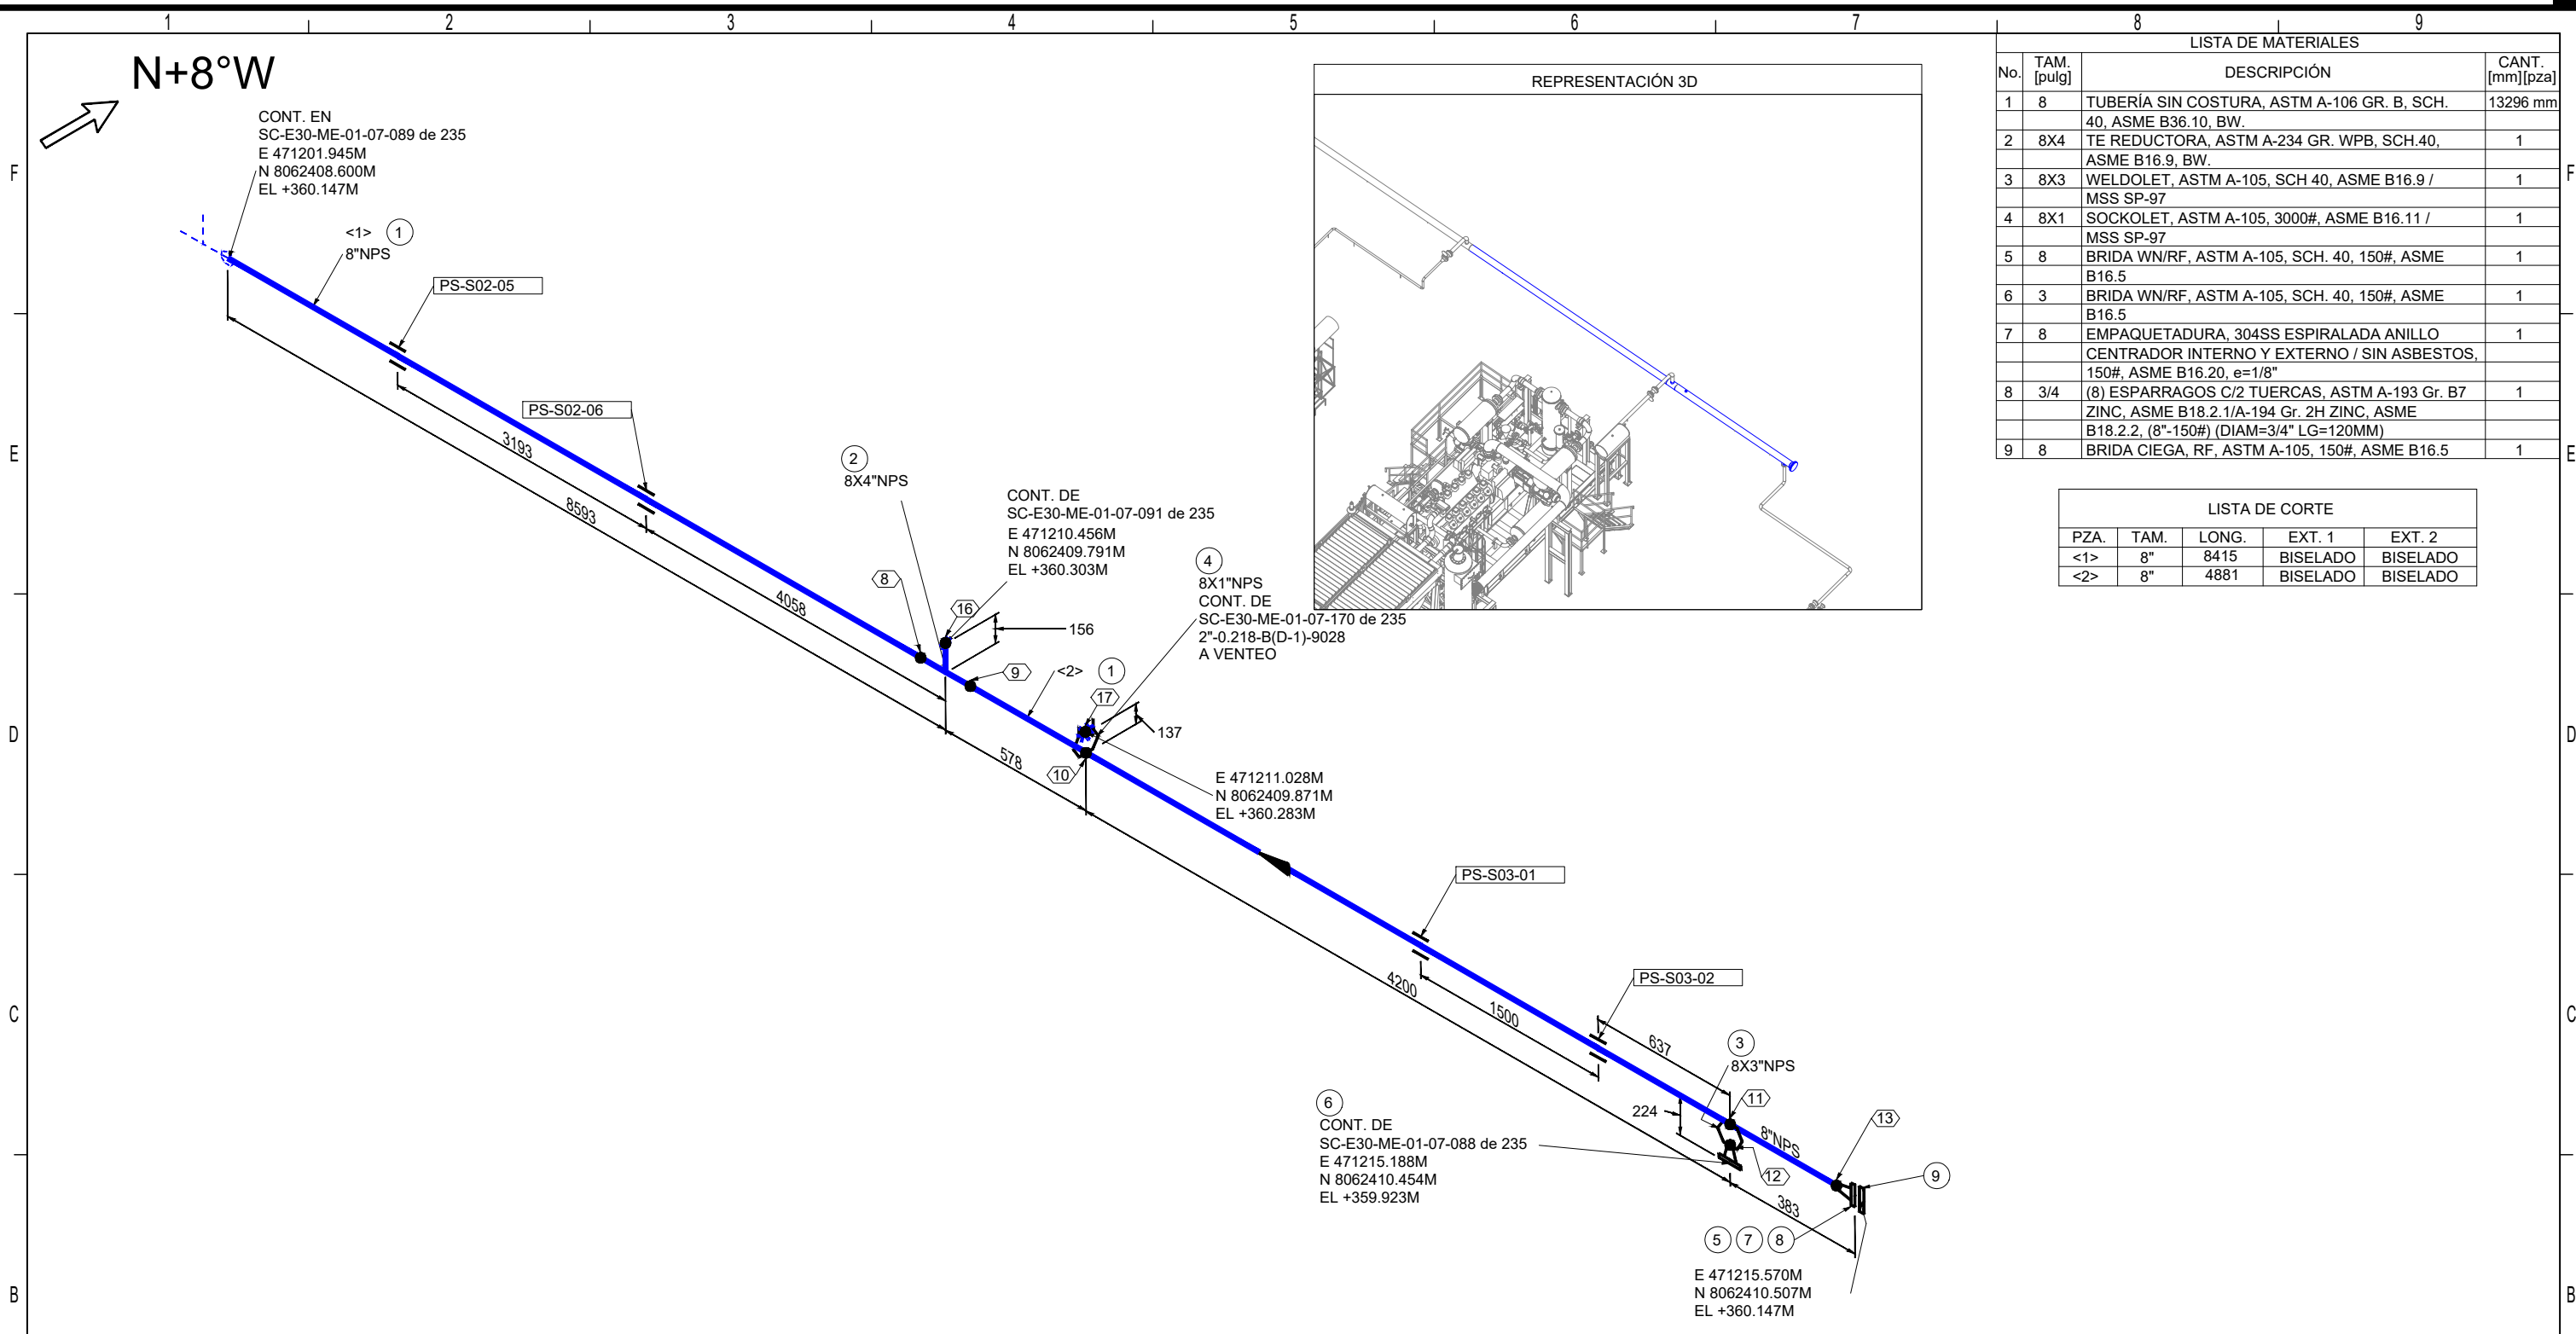 1 2 3 4 5 6 7 8 9
N+8°W
CONT. EN
SC-E30-ME-01-07-089 de 235
E 471201.945M
N 8062408.600M
EL +360.147M
<1> 1
8"NPS
PS-S02-05
PS-S02-06
3193
8593
4058
2
8X4"NPS
CONT. DE
SC-E30-ME-01-07-091 de 235
E 471210.456M
N 8062409.791M
EL +360.303M
8
16
156
9
<2> 1
17
137
10
578
4
8X1"NPS
CONT. DE
SC-E30-ME-01-07-170 de 235
2"-0.218-B(D-1)-9028
A VENTEO
E 471211.028M
N 8062409.871M
EL +360.283M
PS-S03-01
4200
1500
PS-S03-02
637
3
8X3"NPS
224
11
8"NPS
13
12
6
CONT. DE
SC-E30-ME-01-07-088 de 235
E 471215.188M
N 8062410.454M
EL +359.923M
383
9
5 7 8
E 471215.570M
N 8062410.507M
EL +360.147M
REPRESENTACIÓN 3D
LISTA DE MATERIALES
No. TAM. [pulg] DESCRIPCIÓN CANT. [mm][pza]
1 8 TUBERÍA SIN COSTURA, ASTM A-106 GR. B, SCH. 13296 mm
40, ASME B36.10, BW.
2 8X4 TE REDUCTORA, ASTM A-234 GR. WPB, SCH.40, 1
ASME B16.9, BW.
3 8X3 WELDOLET, ASTM A-105, SCH 40, ASME B16.9 / 1
MSS SP-97
4 8X1 SOCKOLET, ASTM A-105, 3000#, ASME B16.11 / 1
MSS SP-97
5 8 BRIDA WN/RF, ASTM A-105, SCH. 40, 150#, ASME 1
B16.5
6 3 BRIDA WN/RF, ASTM A-105, SCH. 40, 150#, ASME 1
B16.5
7 8 EMPAQUETADURA, 304SS ESPIRALADA ANILLO 1
CENTRADOR INTERNO Y EXTERNO / SIN ASBESTOS,
150#, ASME B16.20, e=1/8"
8 3/4 (8) ESPARRAGOS C/2 TUERCAS, ASTM A-193 Gr. B7 1
ZINC, ASME B18.2.1/A-194 Gr. 2H ZINC, ASME
B18.2.2, (8"-150#) (DIAM=3/4" LG=120MM)
9 8 BRIDA CIEGA, RF, ASTM A-105, 150#, ASME B16.5 1
LISTA DE CORTE
PZA. TAM. LONG. EXT. 1 EXT. 2
<1> 8" 8415 BISELADO BISELADO
<2> 8" 4881 BISELADO BISELADO
F F
E E
D D
C C
B B